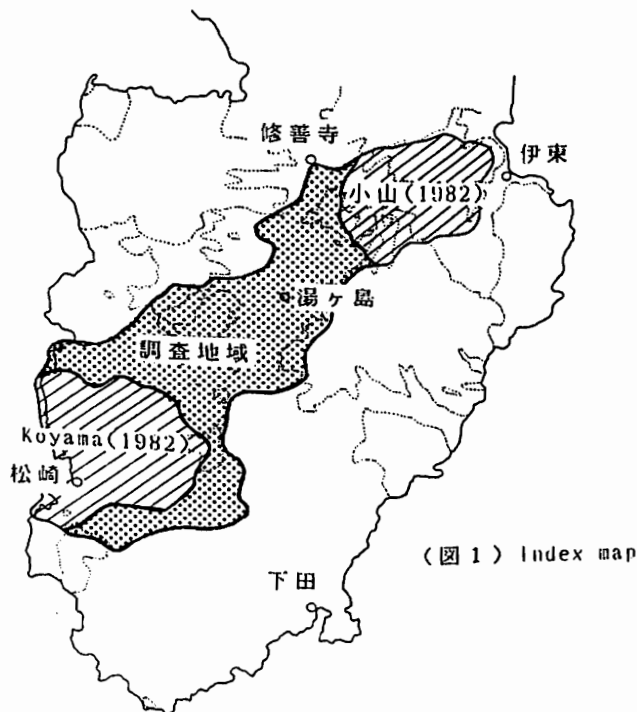 修善寺
伊東
小山(1982)
湯ヶ島
調査地域
Koyama(1982)
松崎
(図1) Index map
下田